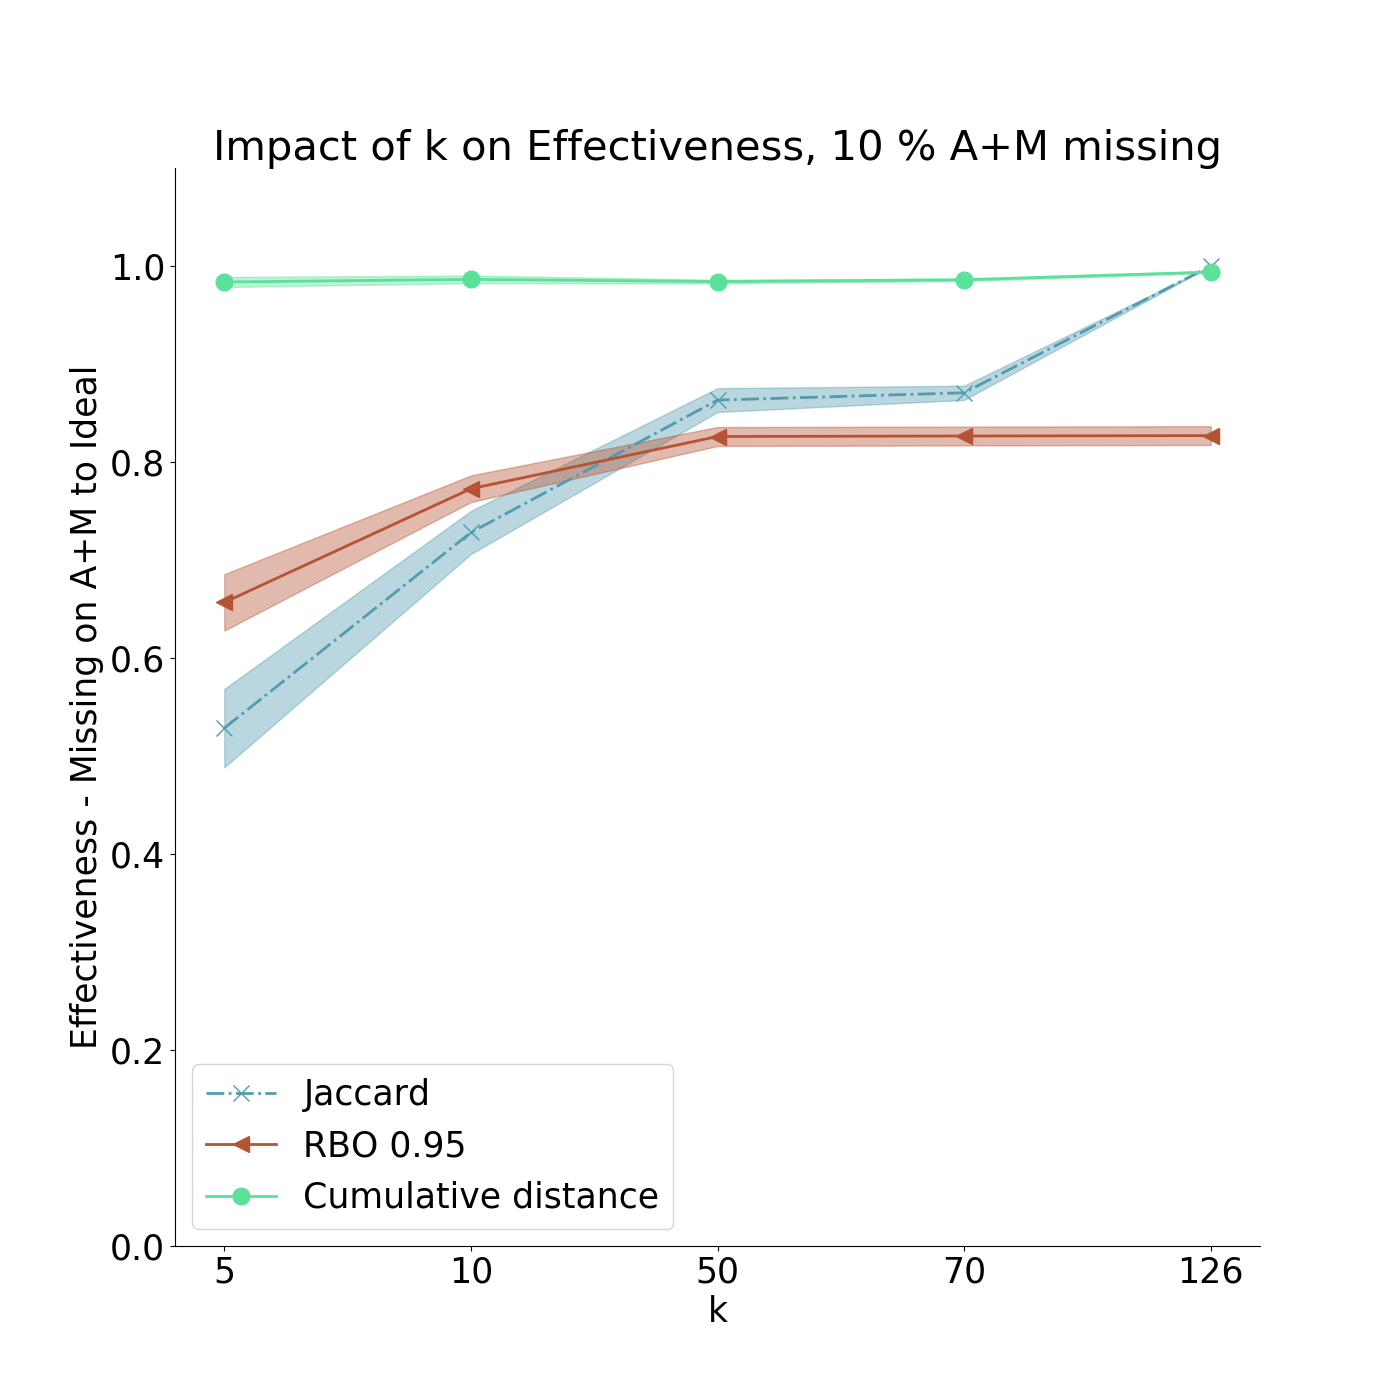 Impact of k on Effectiveness, 10 % A+M missing
Effectiveness - Missing on A+M to Ideal
1.0
0.8
0.6
0.4
0.2
0.0
Jaccard
RBO 0.95
Cumulative distance
5 10 50 70 126
k